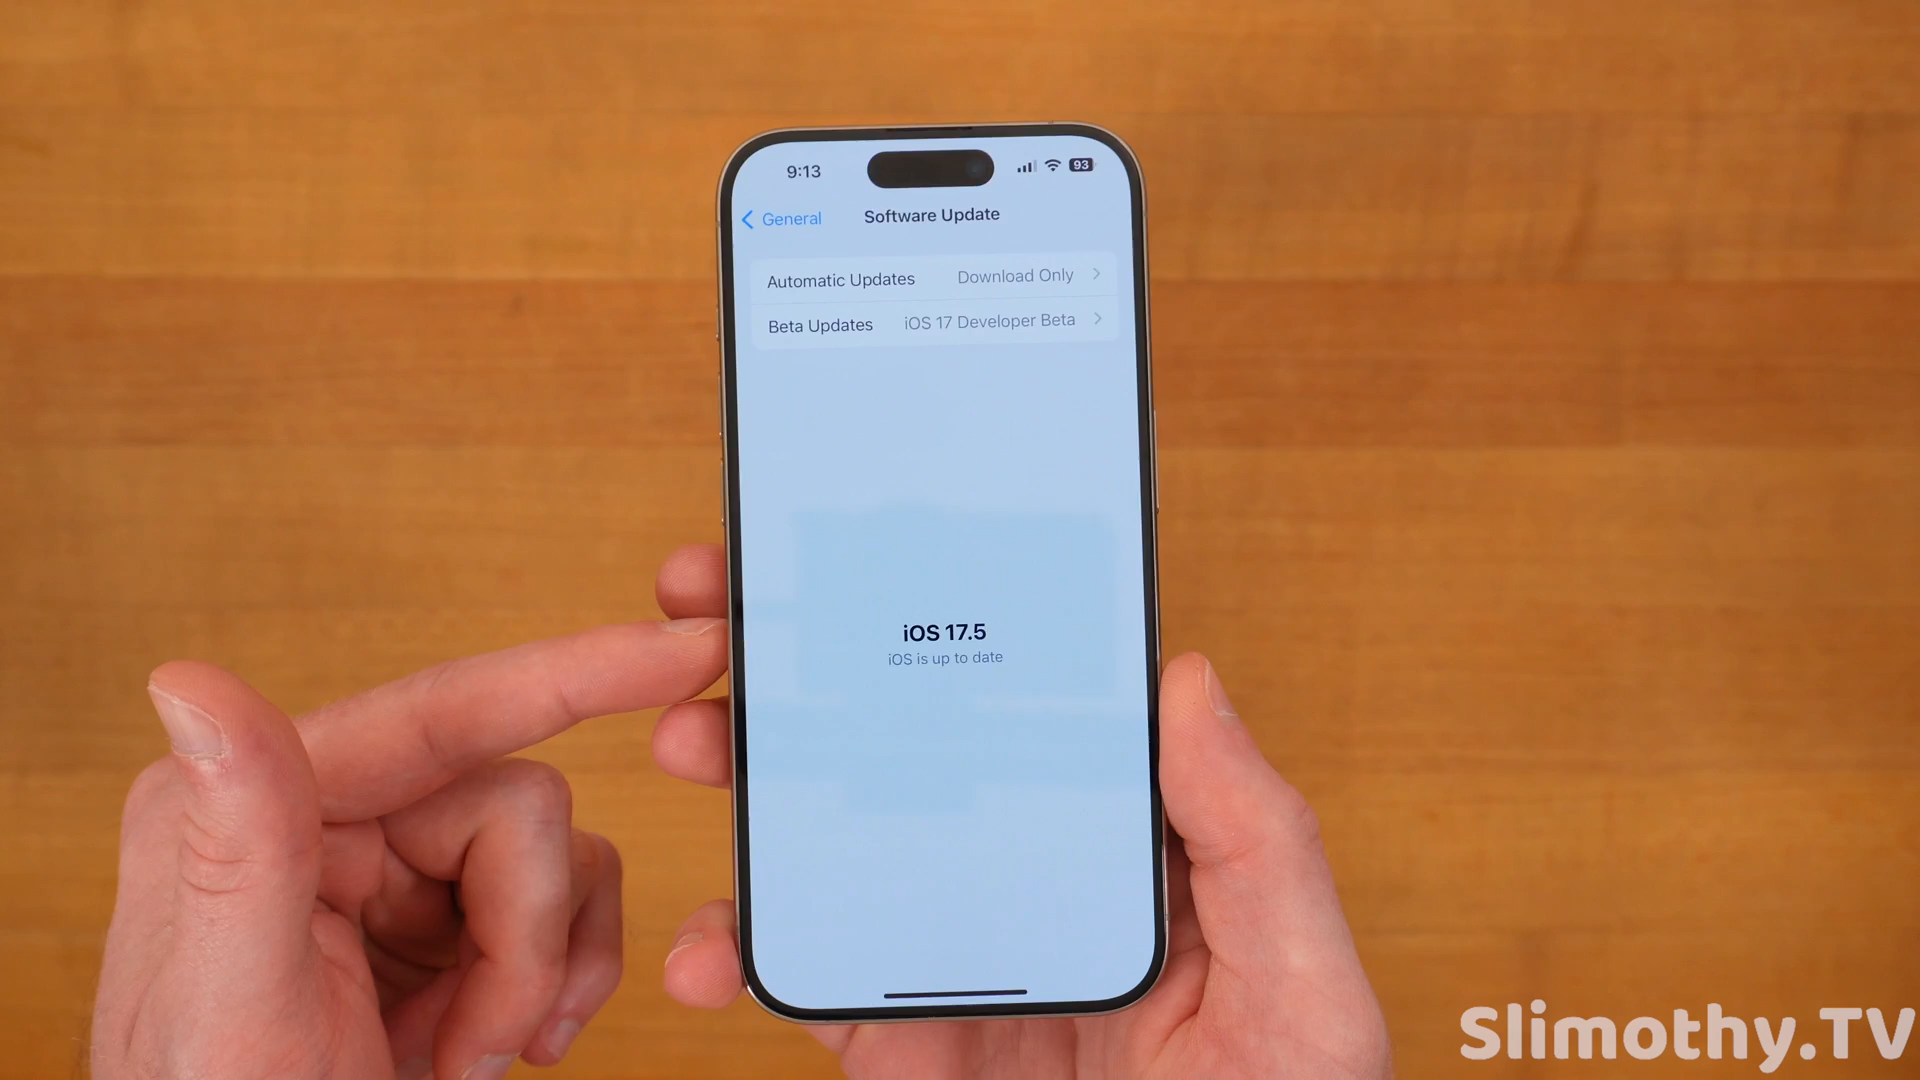 9:13
93
General
Software Update
Automatic Updates Download Only
Beta Updates iOS 17 Developer Beta
iOS 17.5
iOS is up to date
Slimothy.TV